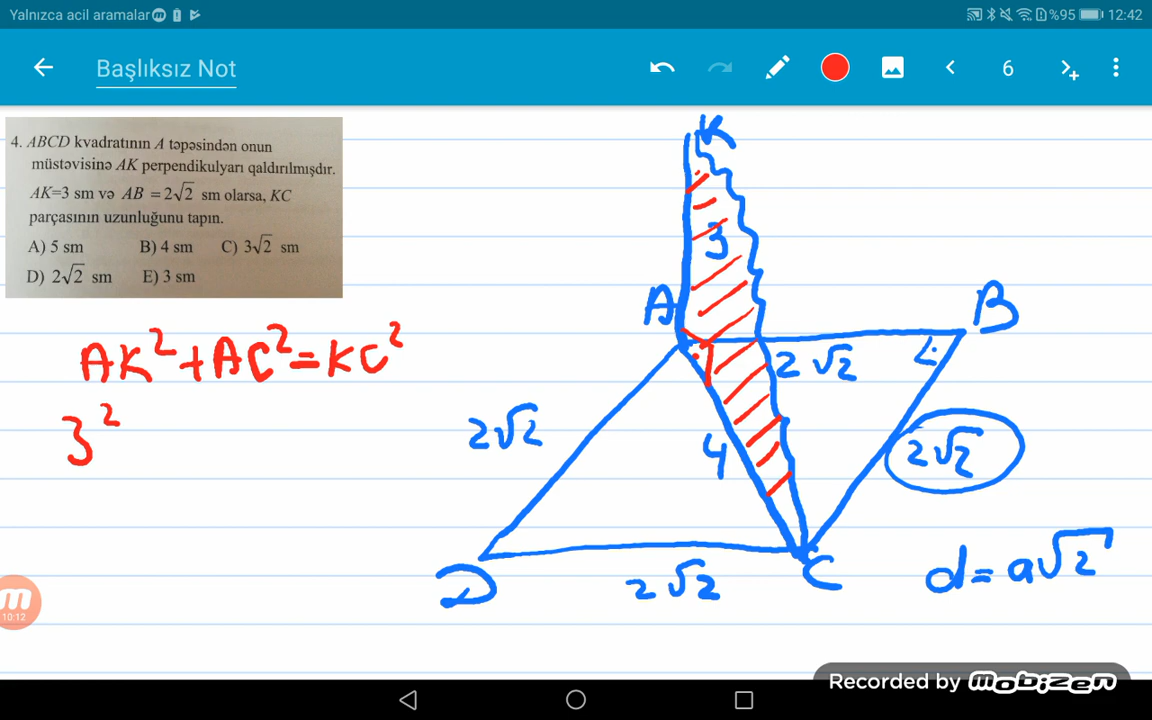 Yalnızca acil aramalar
%95 12:42
Başlıksız Not
6
4. ABCD kvadratının A təpəsindən onun
müstəvisinə AK perpendikulyarı qaldırılmışdır.
AK=3 sm və AB = 2√2 sm olarsa, KC
parçasının uzunluğunu tapın.
A) 5 sm B) 4 sm C) 3√2 sm
D) 2√2 sm E) 3 sm
AK² + AC² = KC²
3²
K
3
A
B
2√2
2√2
4
2√2
D
2√2
C
d = a√2
10:12
Recorded by mobizen